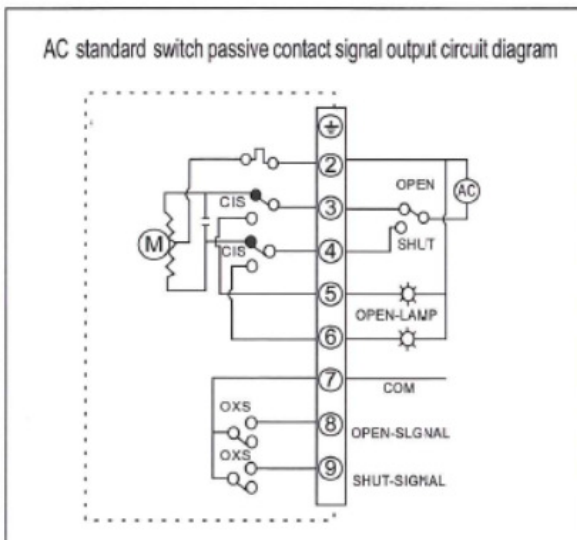 AC standard switch passive contact signal output circuit diagram
2
OPEN
AC
CIS
3
M
SHUT
CIS
4
5
OPEN-LAMP
6
7
COM
OXS
8
OPEN-SLGNAL
OXS
9
SHUT-SIGNAL